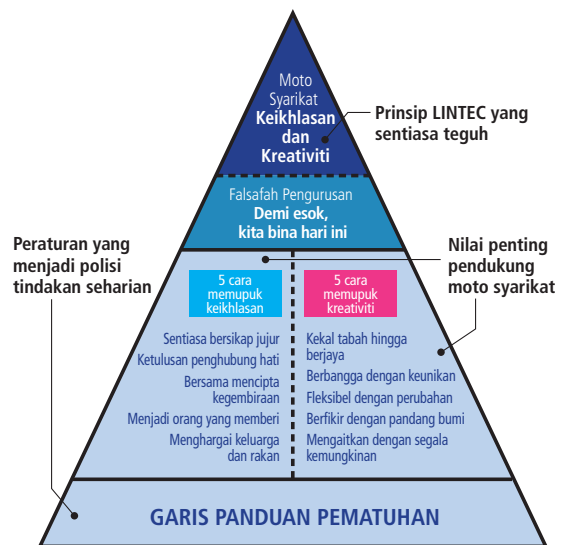 Moto
Syarikat
Keikhlasan
dan
Kreativiti
Prinsip LINTEC yang
sentiasa teguh
Falsafah Pengurusan
Demi esok,
kita bina hari ini
Peraturan yang
menjadi polisi
tindakan seharian
Nilai penting
pendukung
moto syarikat
5 cara
memupuk
keikhlasan
5 cara
memupuk
kreativiti
Sentiasa bersikap jujur
Ketulusan penghubung hati
Bersama mencipta
kegembiraan
Menjadi orang yang memberi
Menghargai keluarga
dan rakan
Kekal tabah hingga
berjaya
Berbangga dengan keunikan
Fleksibel dengan perubahan
Berfikir dengan pandang bumi
Mengaitkan dengan segala
kemungkinan
GARIS PANDUAN PEMATUHAN